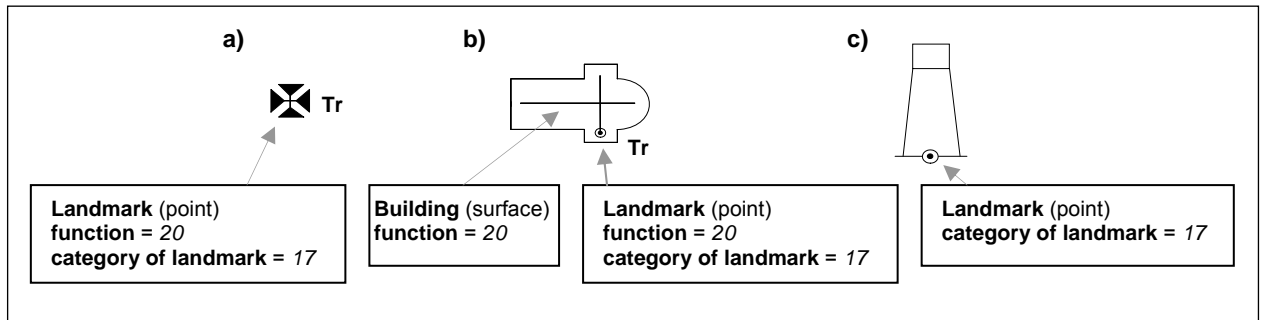 a)
b)
c)
Tr
Tr
Landmark (point)
function = 20
category of landmark = 17
Building (surface)
function = 20
Landmark (point)
function = 20
category of landmark = 17
Landmark (point)
category of landmark = 17